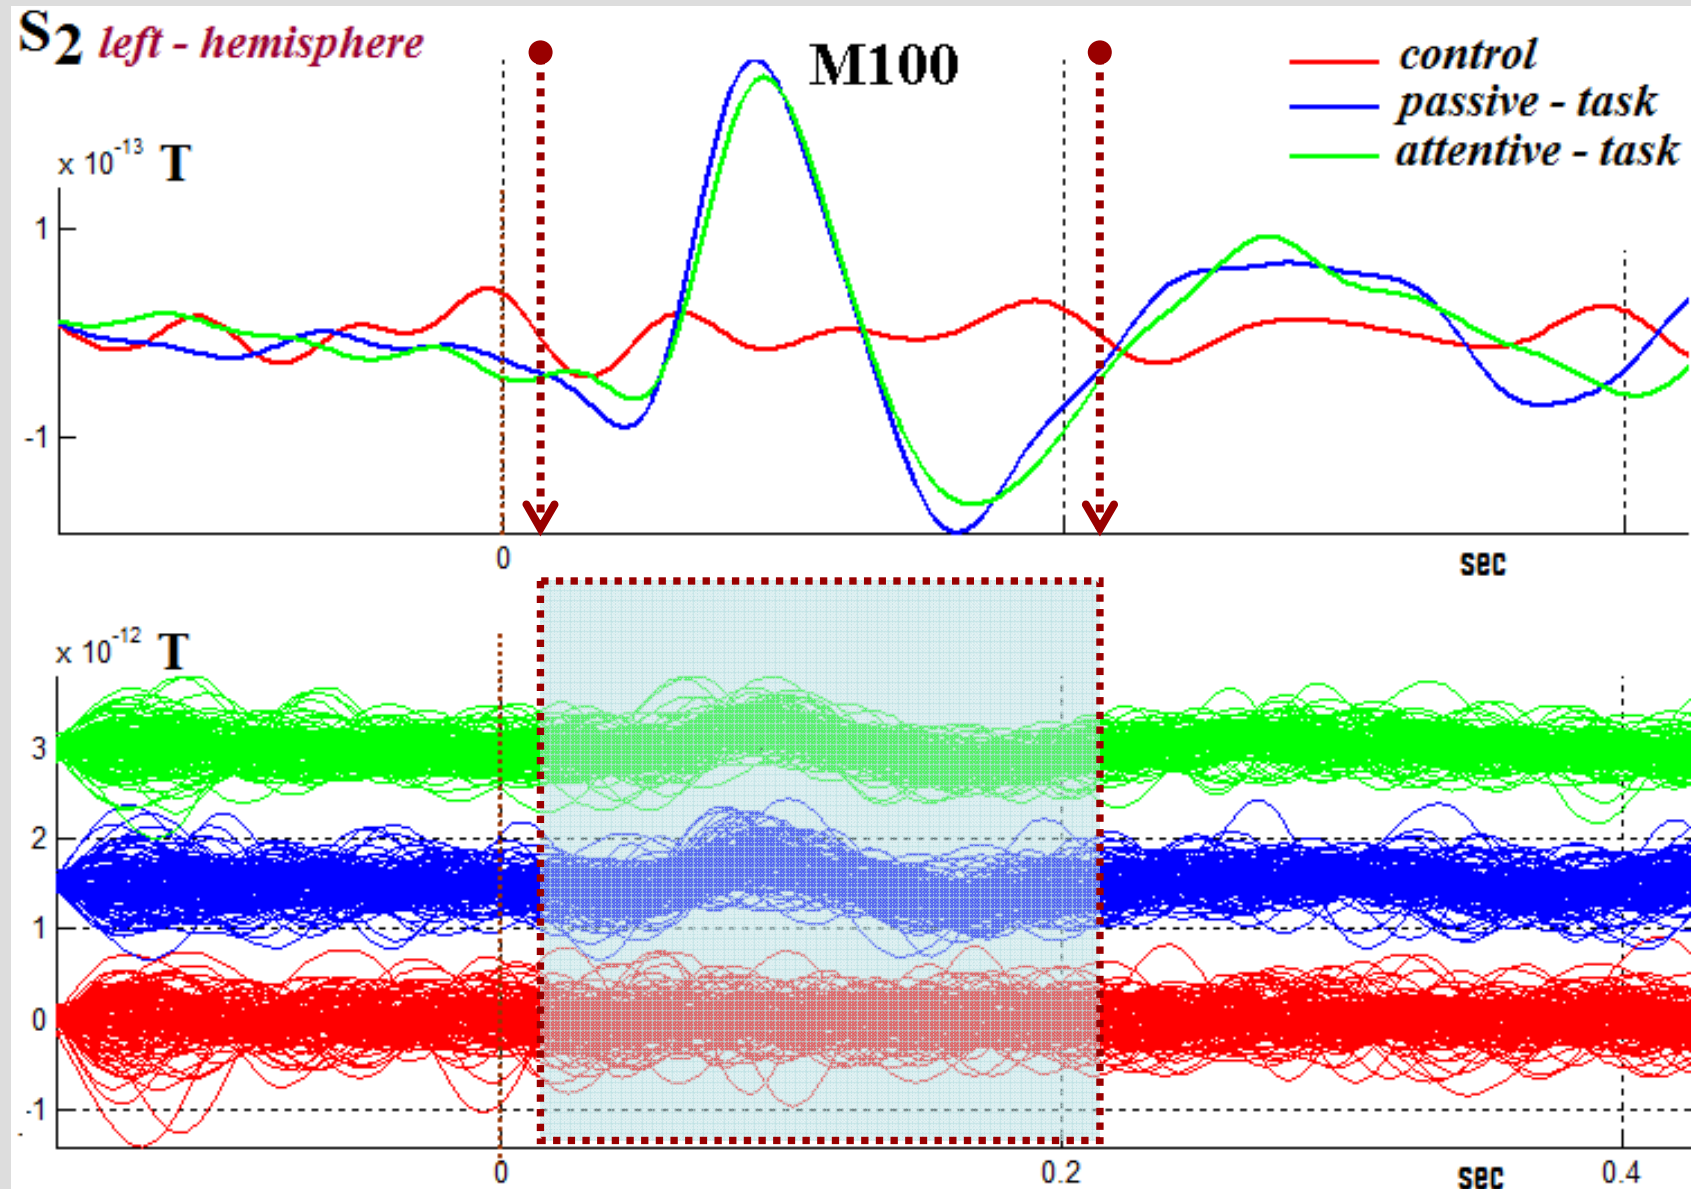 S2 left - hemisphere
M100
control
passive - task
attentive - task
x 10^-13 T
1
-1
0
sec
x 10^-12 T
3
2
1
0
-1
0
0.2
sec
0.4